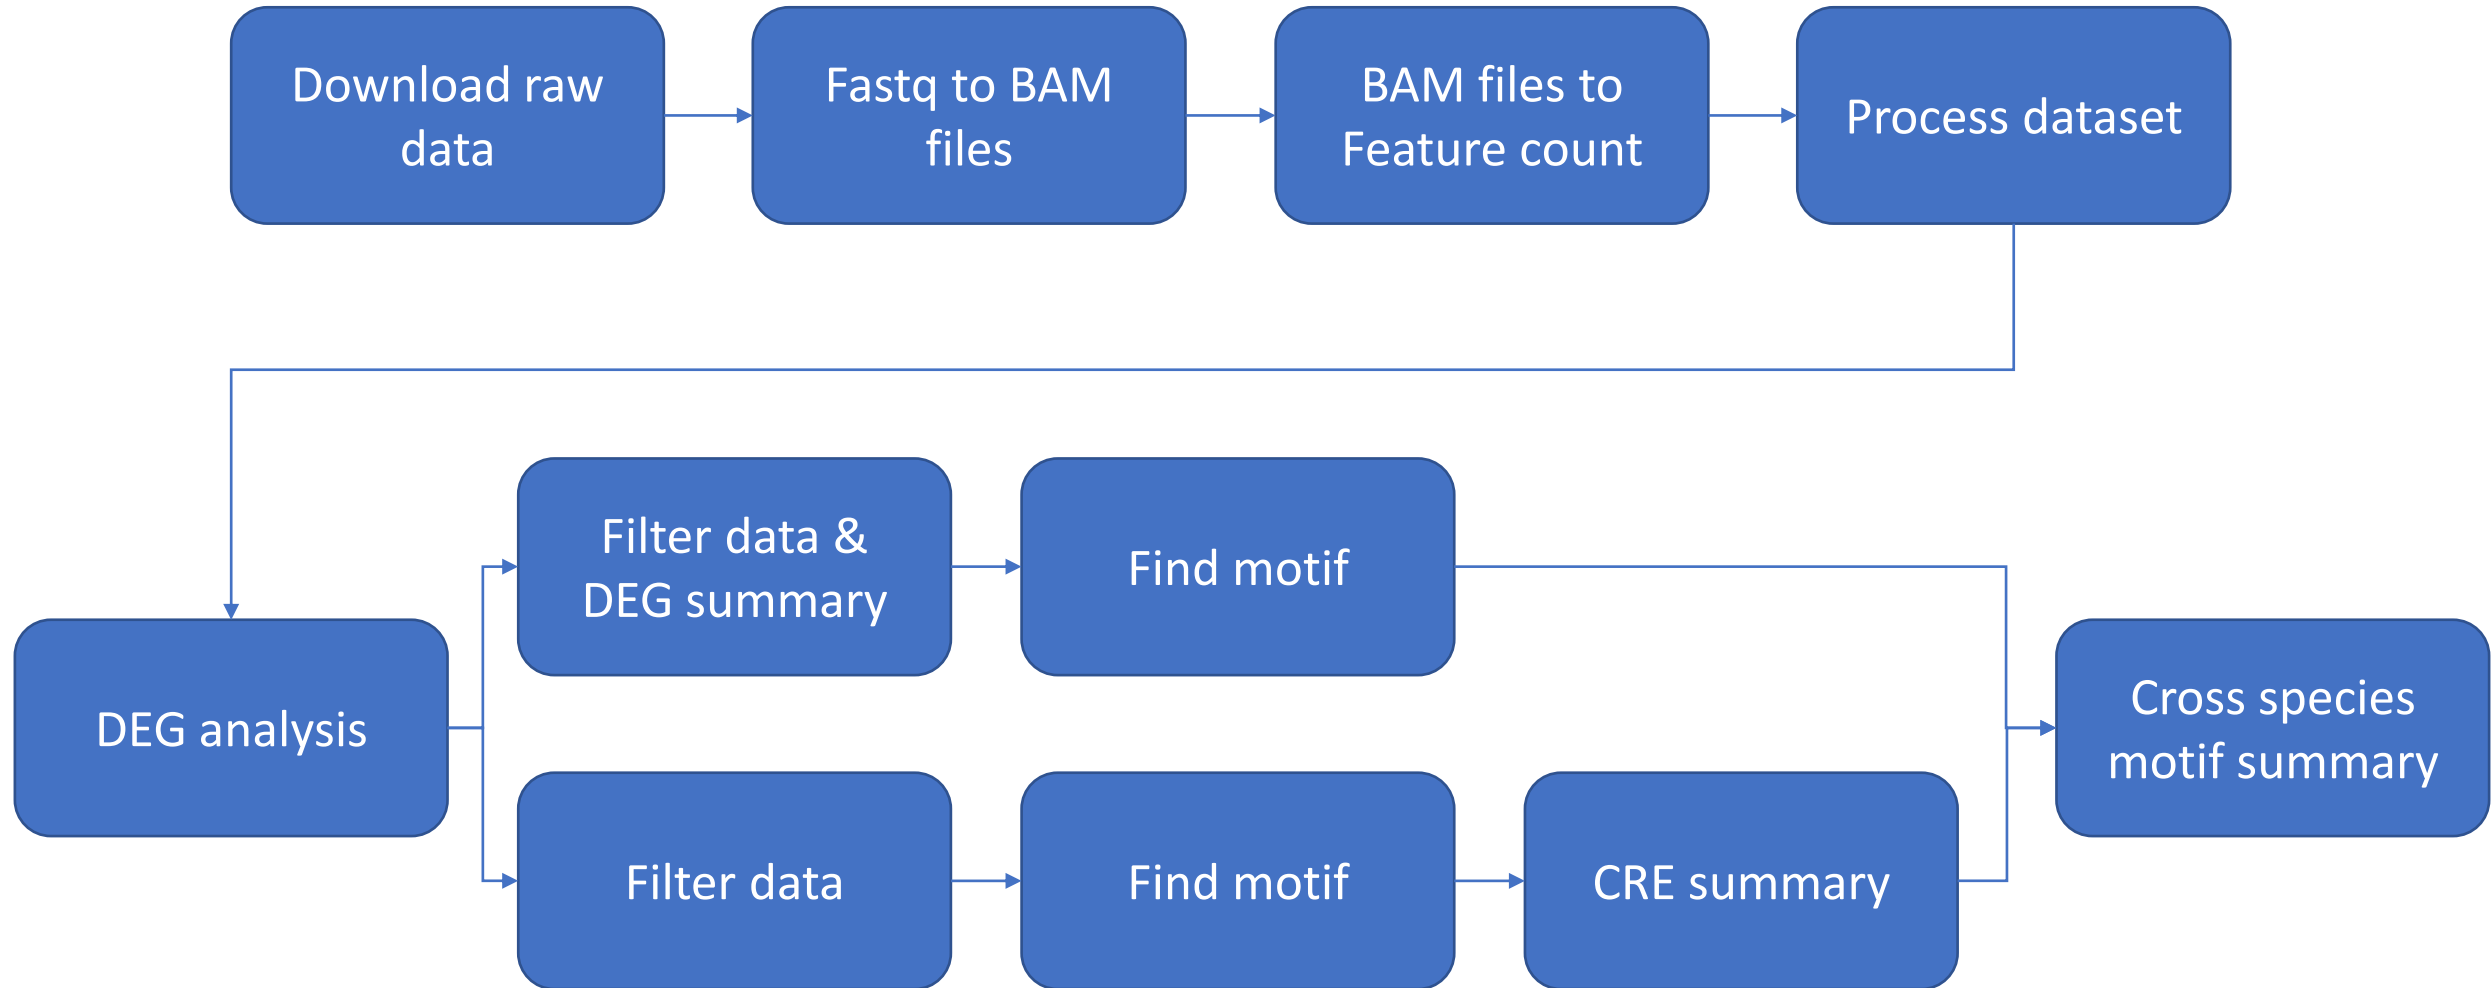 Download raw
data
Fastq to BAM
files
BAM files to
Feature count
Process dataset
Filter data &
DEG summary
Find motif
DEG analysis
Cross species
motif summary
Filter data
Find motif
CRE summary